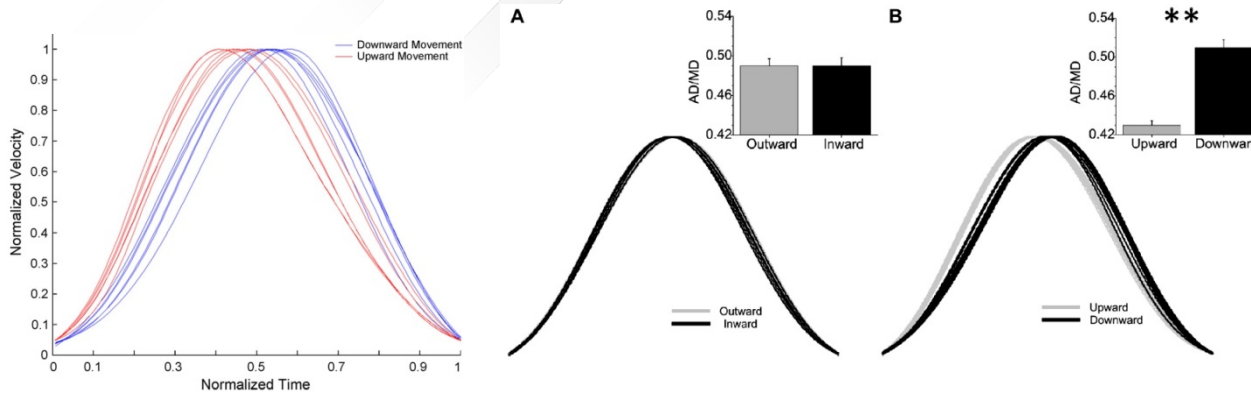 1
0.9
0.8
0.7
0.6
0.5
0.4
0.3
0.2
0.1
0
Normalized Velocity
Downward Movement
Upward Movement
0 0.1 0.3 0.5 0.7 0.9 1
Normalized Time
A
0.54
0.50
0.46
0.42
AD/MD
Outward Inward
Outward
Inward
B
**
0.54
0.50
0.46
0.42
AD/MD
Upward Downwar
Upward
Downward